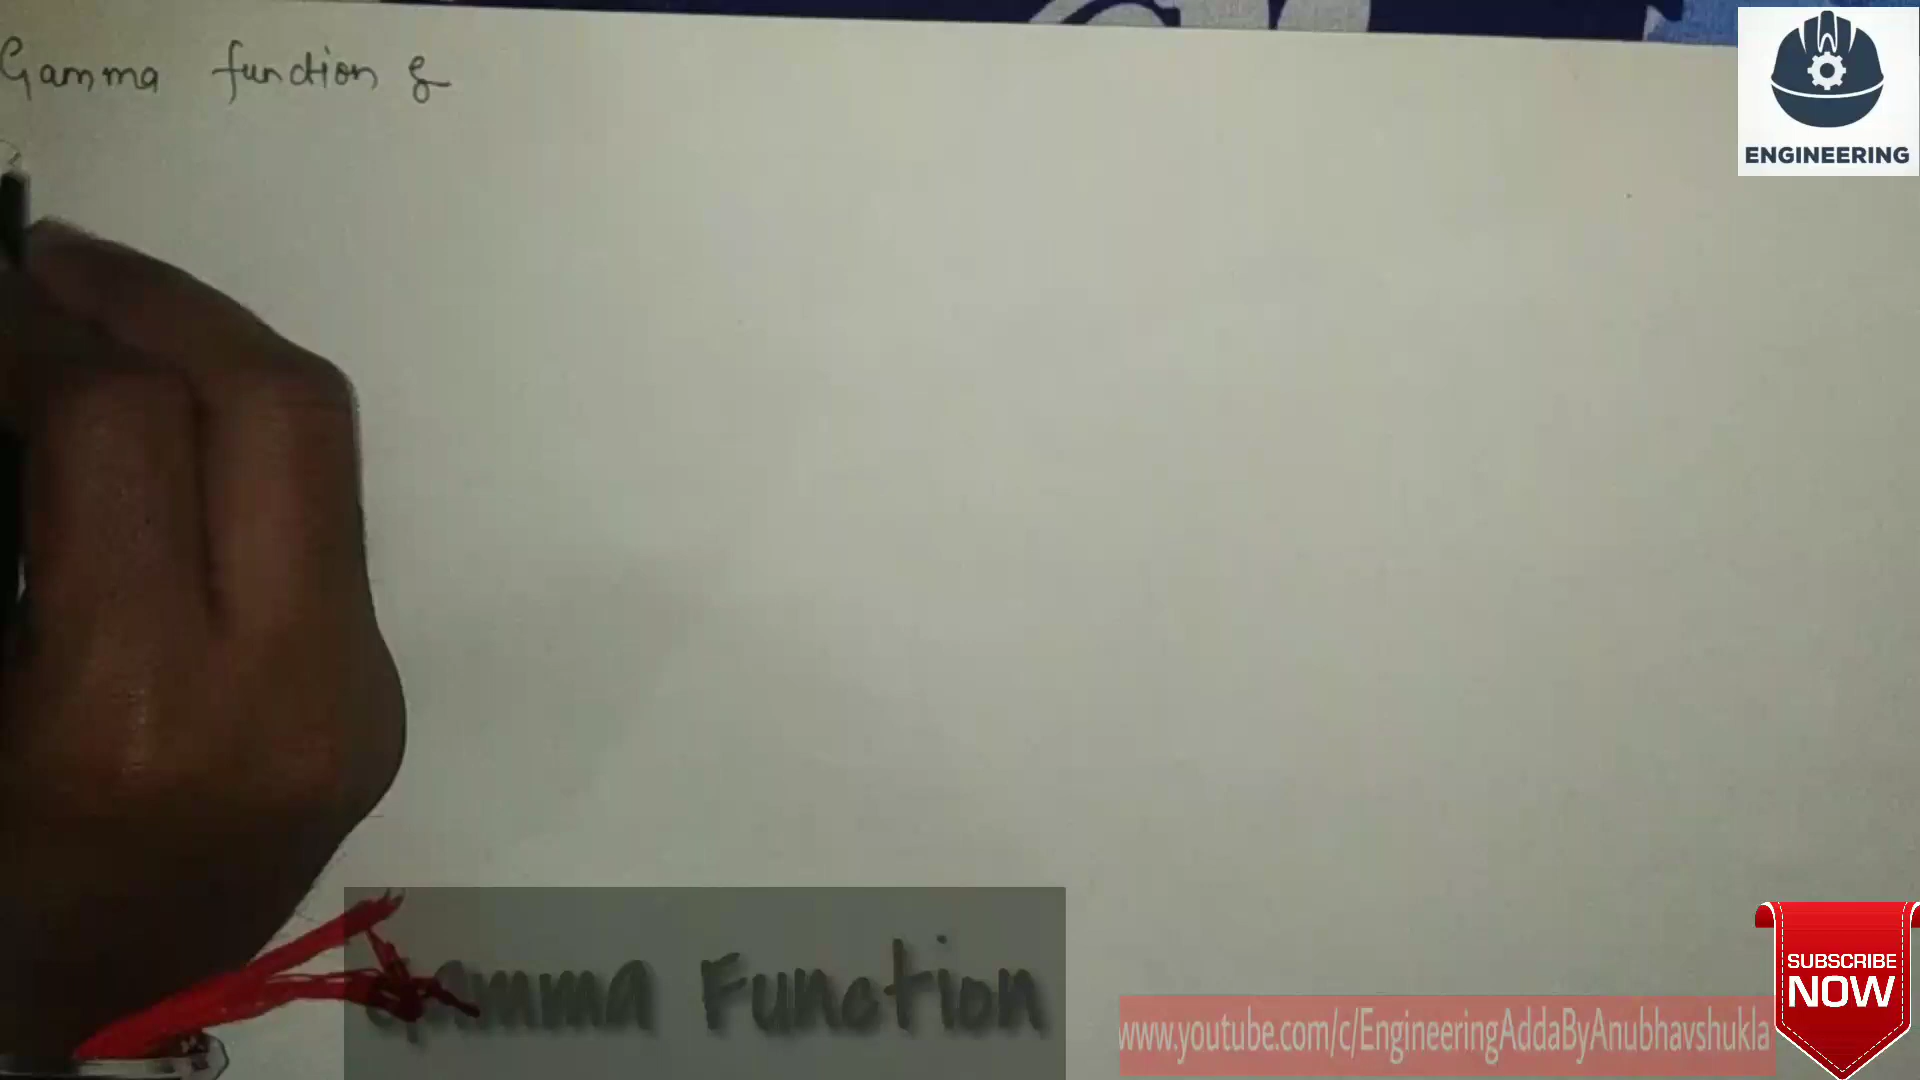 Gamma function &
ENGINEERING
Gamma Function
SUBSCRIBE
NOW
www.youtube.com/c/EngineeringAddaByAnubhavshukla